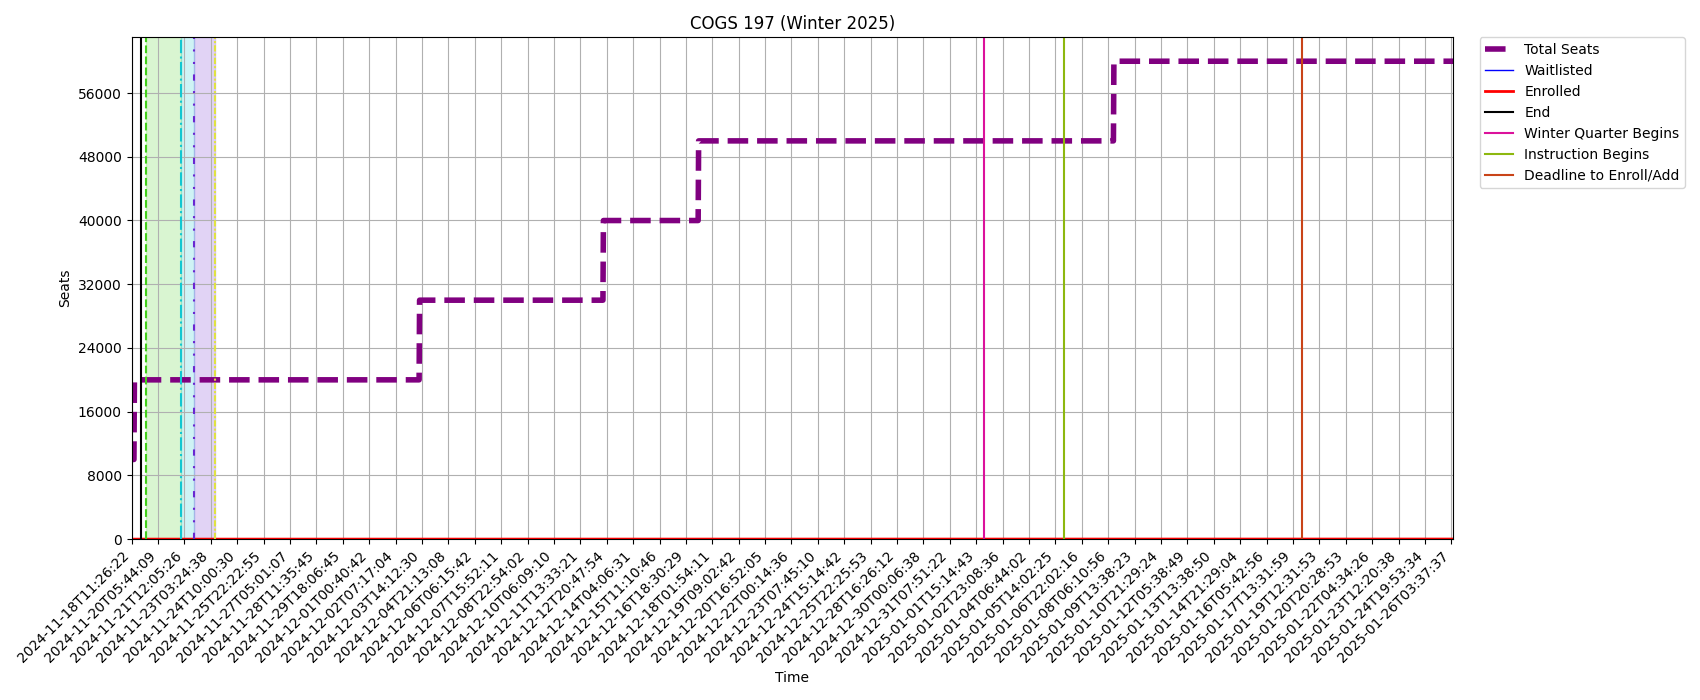 COGS 197 (Winter 2025)
Total Seats
Waitlisted
Enrolled
End
Winter Quarter Begins
Instruction Begins
Deadline to Enroll/Add
Seats
56000
48000
40000
32000
24000
16000
8000
0
2024-11-18T11:26:22
2024-11-20T05:44:09
2024-11-21T12:05:26
2024-11-23T03:24:38
2024-11-24T10:00:30
2024-11-25T22:22:55
2024-11-27T05:01:07
2024-11-28T11:35:45
2024-11-29T18:06:45
2024-12-01T00:40:42
2024-12-02T07:17:04
2024-12-03T14:12:30
2024-12-04T21:13:08
2024-12-06T06:15:42
2024-12-07T15:52:11
2024-12-08T22:54:02
2024-12-10T06:09:10
2024-12-11T13:33:21
2024-12-12T20:47:54
2024-12-14T04:06:31
2024-12-15T11:10:46
2024-12-16T18:30:29
2024-12-18T01:54:11
2024-12-19T09:02:42
2024-12-20T16:52:05
2024-12-22T00:14:36
2024-12-23T07:45:10
2024-12-24T15:14:42
2024-12-25T22:25:53
2024-12-28T16:26:12
2024-12-30T00:06:38
2024-12-31T07:51:22
2025-01-01T15:14:43
2025-01-02T23:08:36
2025-01-04T06:44:02
2025-01-05T14:02:25
2025-01-06T22:02:16
2025-01-08T06:10:56
2025-01-09T13:38:23
2025-01-10T21:29:24
2025-01-12T05:38:49
2025-01-13T13:38:50
2025-01-14T21:29:04
2025-01-16T05:42:56
2025-01-17T13:31:59
2025-01-19T12:31:53
2025-01-20T20:28:53
2025-01-22T04:34:26
2025-01-23T12:20:38
2025-01-24T19:53:34
2025-01-26T03:37:37
Time